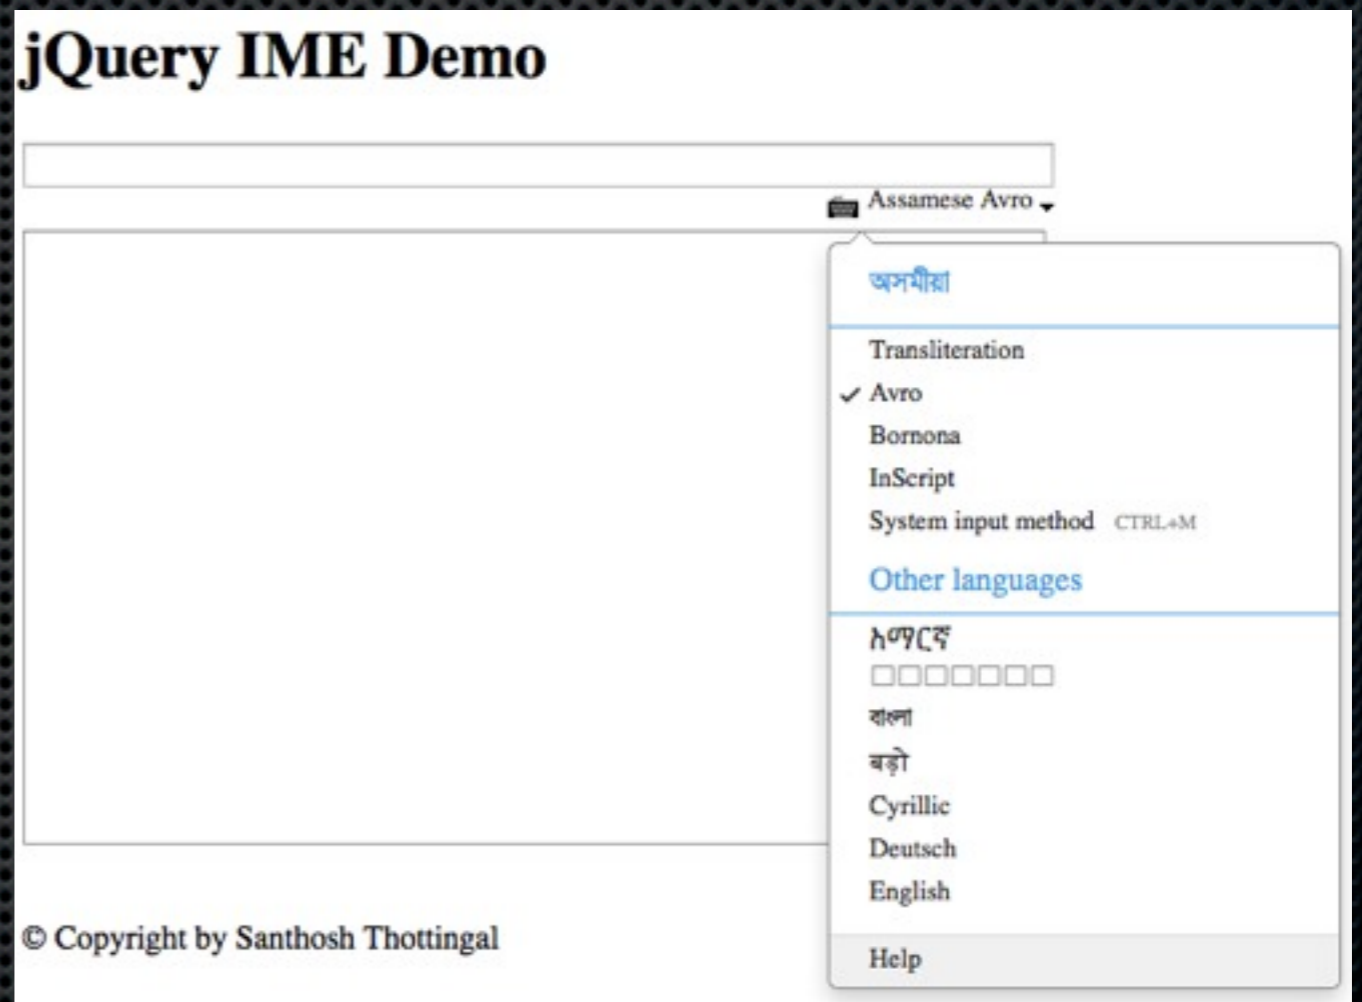 jQuery IME Demo
Assamese Avro
অসমীয়া
Transliteration
Avro
Bornona
InScript
System input method CTRL+M
Other languages
አማርኛ
বাংলা
बड़ो
Cyrillic
Deutsch
English
Help
© Copyright by Santhosh Thottingal